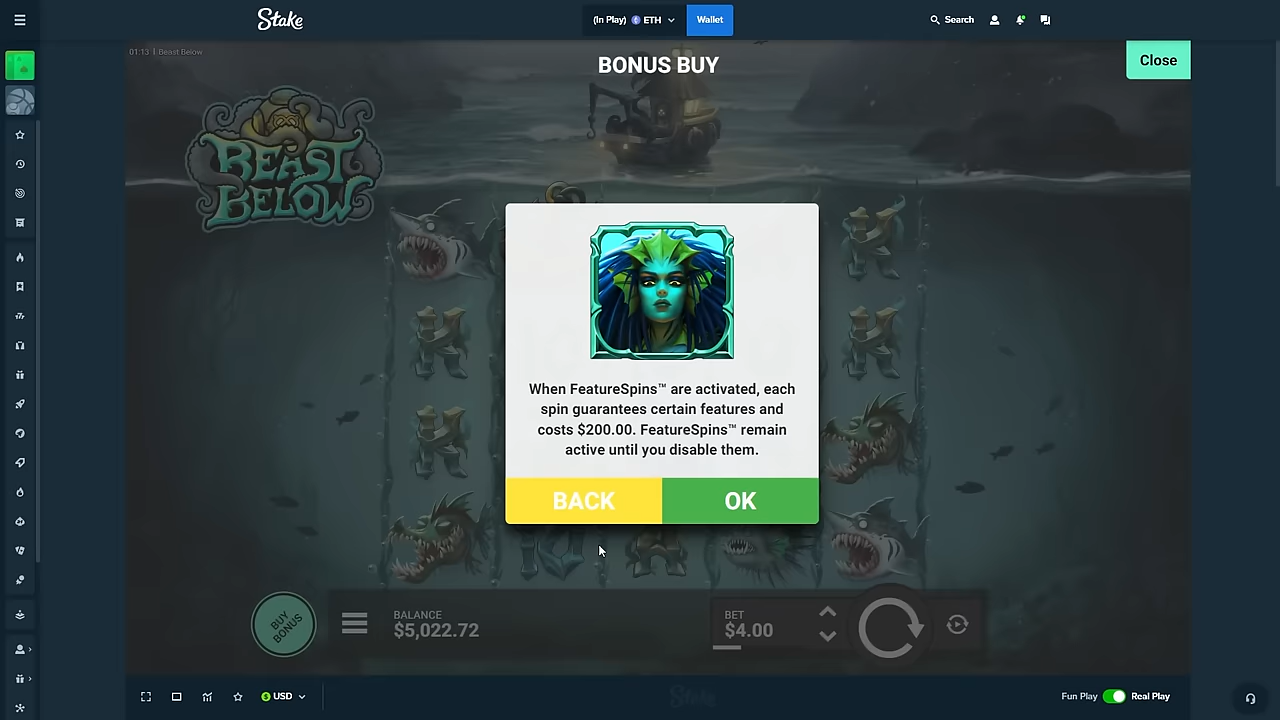 Stake
(In Play) ETH
Wallet
Search
01:13 | Beast Below
BONUS BUY
Close
BEAST
BELOW
When FeatureSpins™ are activated, each
spin guarantees certain features and
costs $200.00. FeatureSpins™ remain
active until you disable them.
BACK
OK
BUY
BONUS
BALANCE
$5,022.72
BET
$4.00
USD
Stake
Fun Play
Real Play